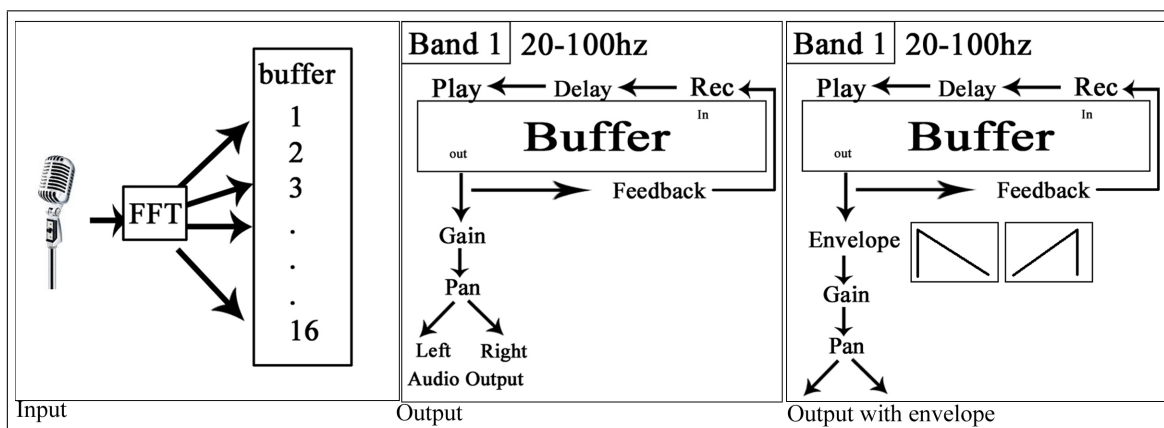 buffer
1
2
3
.
.
.
16
FFT
Input
Band 1 20-100hz
Play Delay Rec
In
Buffer
out
Feedback
Gain
Pan
Left Right
Audio Output
Output
Band 1 20-100hz
Play Delay Rec
In
Buffer
out
Feedback
Envelope
Gain
Pan
Output with envelope